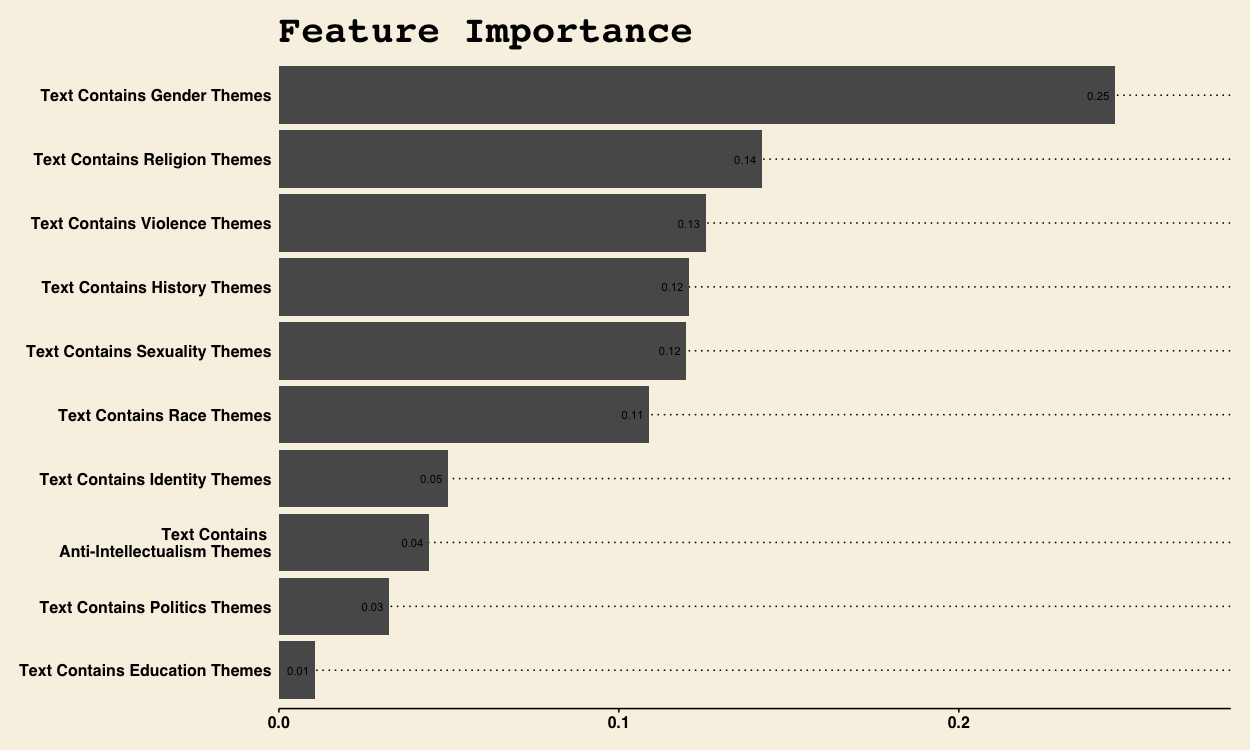 Feature Importance
Text Contains Gender Themes
0.25
Text Contains Religion Themes
0.14
Text Contains Violence Themes
0.13
Text Contains History Themes
0.12
Text Contains Sexuality Themes
0.12
Text Contains Race Themes
0.11
Text Contains Identity Themes
0.05
Text Contains
Anti-Intellectualism Themes
0.04
Text Contains Politics Themes
0.03
Text Contains Education Themes
0.01
0.0 0.1 0.2